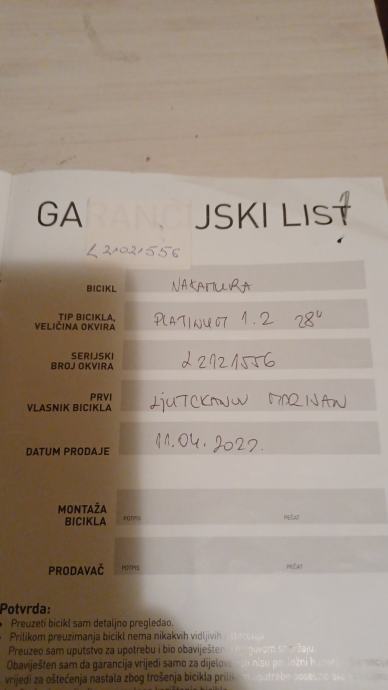 GARANCIJSKI LIST
L21021556
BICIKL NAKAMURA
TIP BICIKLA, PLATINUM 1.2 28"
VELIČINA OKVIRA
SERIJSKI L2121556
BROJ OKVIRA
PRVI MARIJAN
VLASNIK BICIKLA
DATUM PRODAJE 11.04.2022.
MONTAŽA
BICIKLA POTPIS PEČAT
PRODAVAČ POTPIS PEČAT
Potvrda:
• Preuzeti bicikl sam detaljno pregledao.
• Prilikom preuzimanja bicikl nema nikakvih vidljivih
Preuzeo sam uputstvo za upotrebu i bio obaviješten
Obaviješten sam da garancija vrijedi samo za dijelove
vrijedi za oštećenja nastala zbog trošenja bicikla